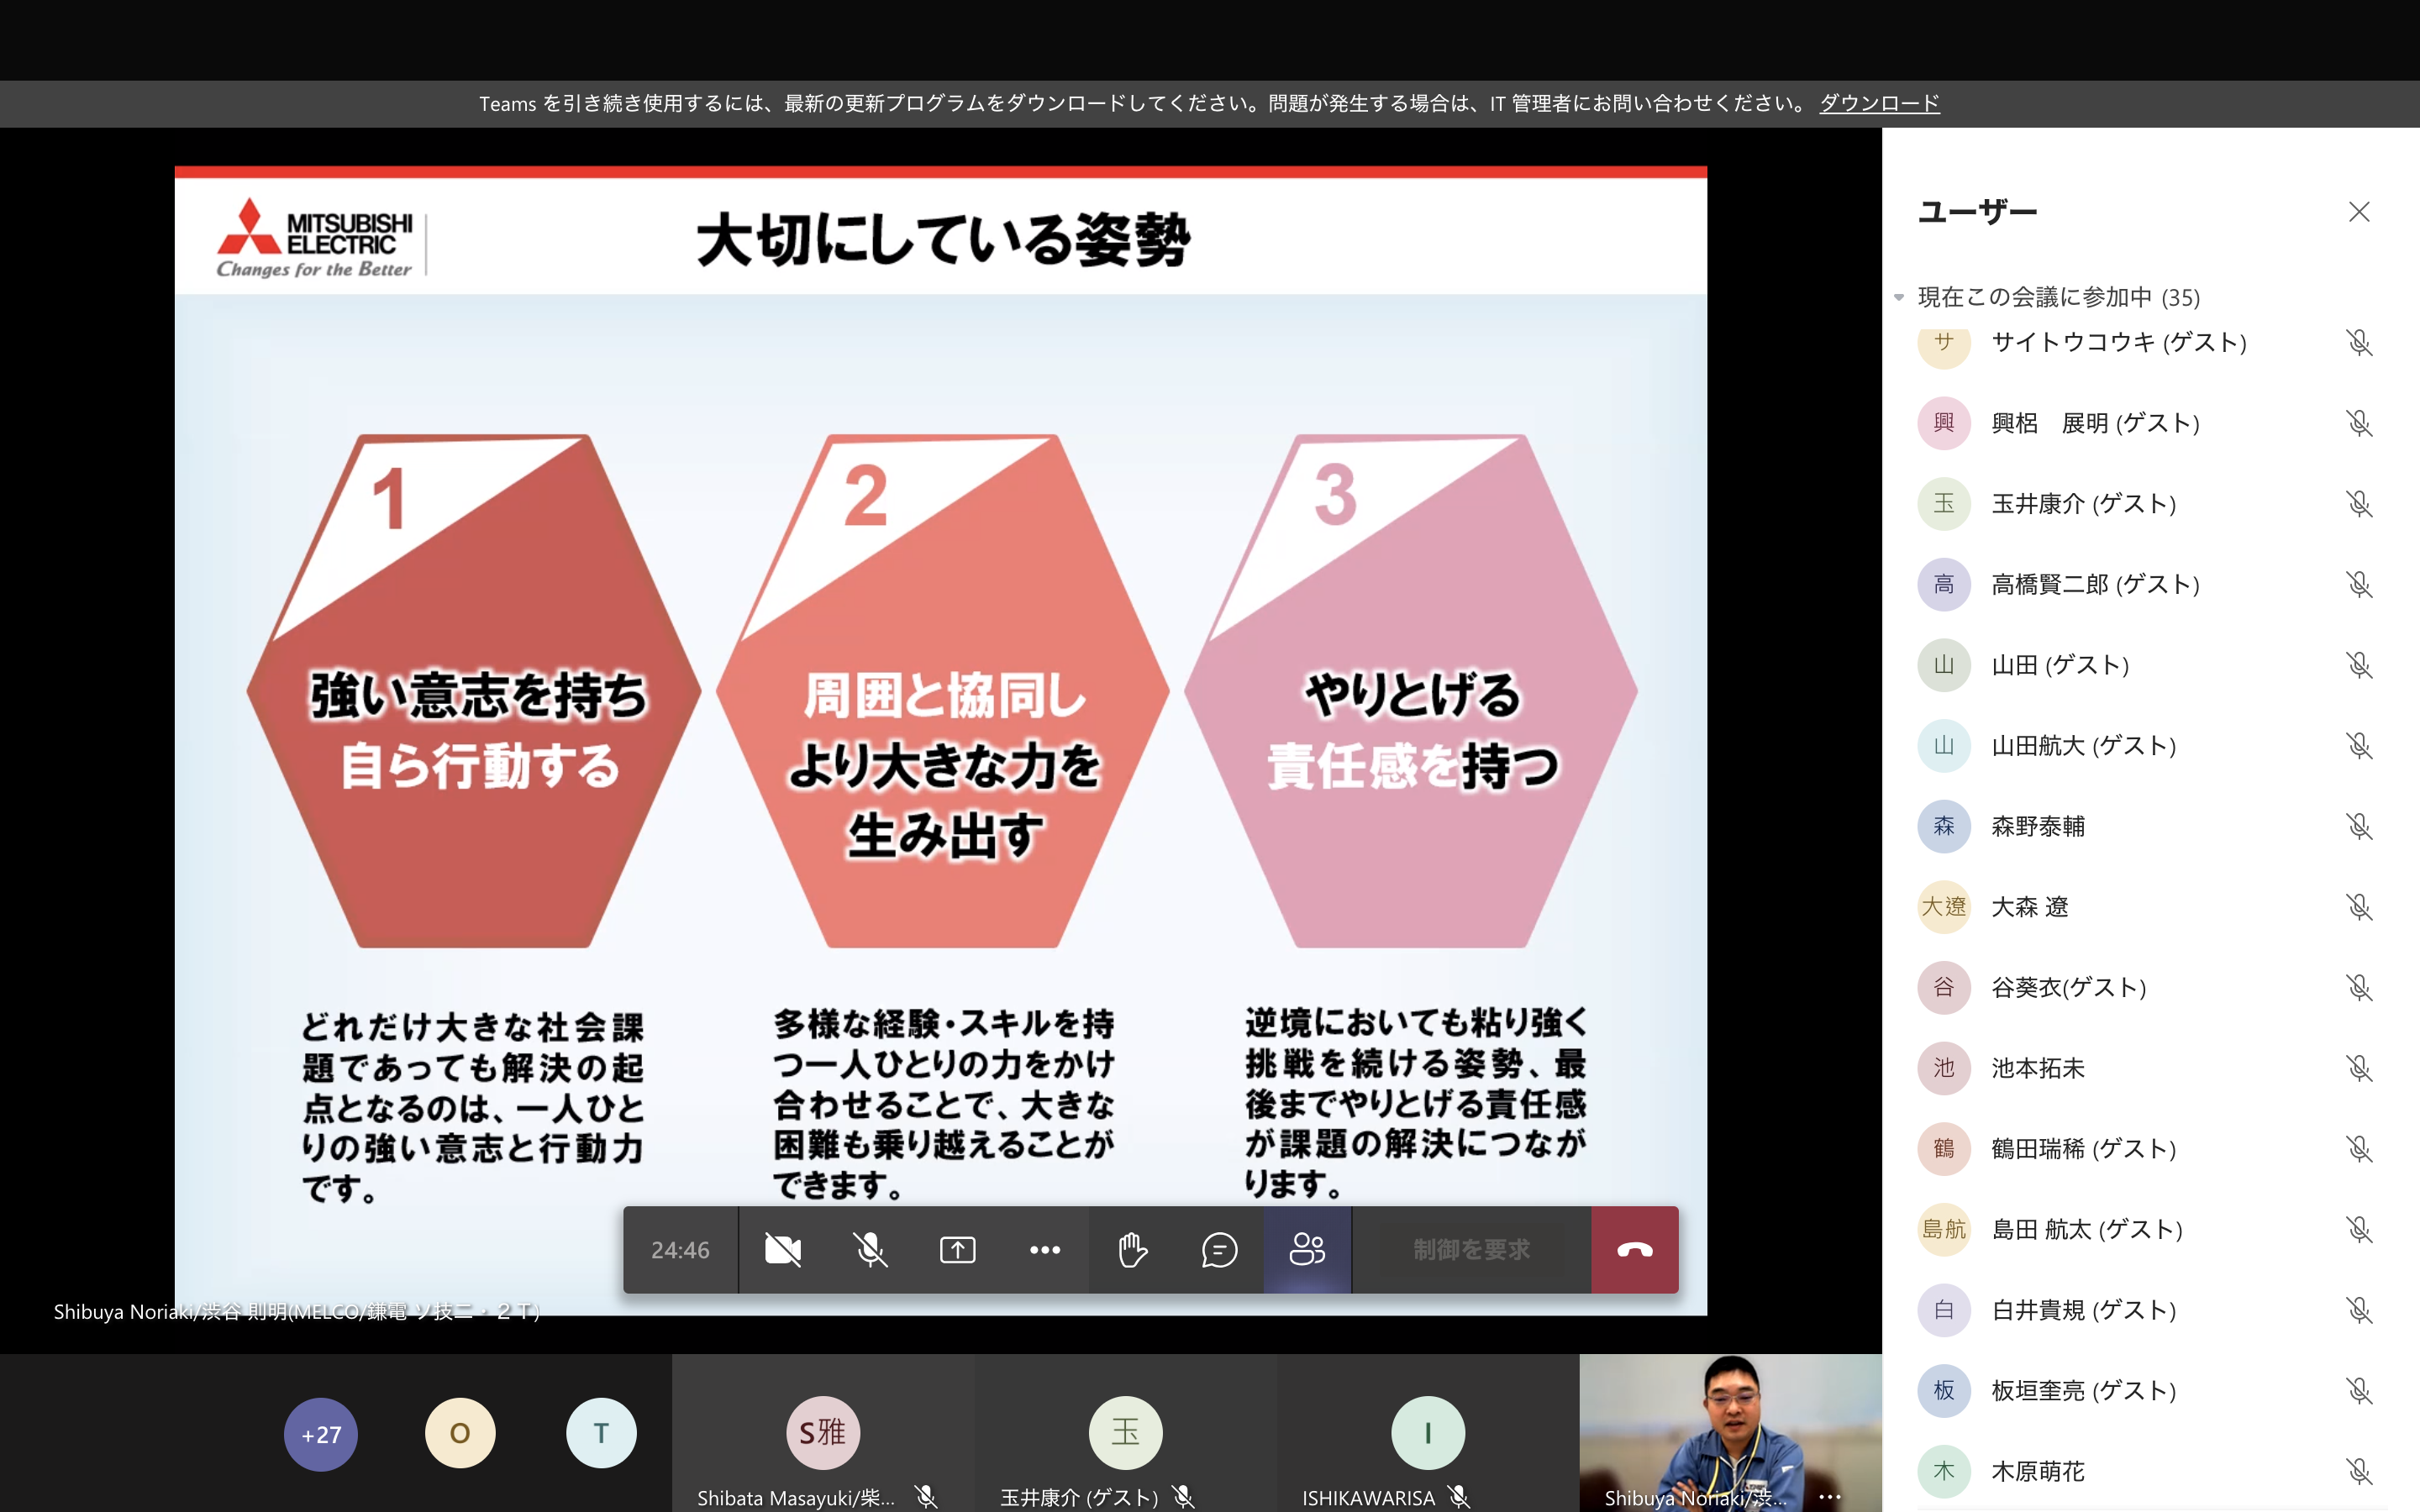 Teams を引き続き使用するには、最新の更新プログラムをダウンロードしてください。問題が発生する場合は、IT 管理者にお問い合わせください。 ダウンロード
MITSUBISHI
ELECTRIC
Changes for the Better
大切にしている姿勢
1
強い意志を持ち
自ら行動する
どれだけ大きな社会課
題であっても解決の起
点となるのは、一人ひと
りの強い意志と行動力
です。
2
周囲と協同し
より大きな力を
生み出す
多様な経験・スキルを持
つ一人ひとりの力をかけ
合わせることで、大きな
困難も乗り越えることが
できます。
3
やりとげる
責任感を持つ
逆境においても粘り強く
挑戦を続ける姿勢、最
後までやりとげる責任感
が課題の解決につなが
ります。
24:46
制御を要求
Shibuya Noriaki/渋谷 則明(MELCO/鎌電 ソ技二・２Ｔ)
+27
O
T
S雅
Shibata Masayuki/柴...
玉
玉井康介 (ゲスト)
I
ISHIKAWARISA
Shibuya Noriaki/渋...
ユーザー
現在この会議に参加中 (35)
サ サイトウコウキ (ゲスト)
興 興梠　展明 (ゲスト)
玉 玉井康介 (ゲスト)
高 高橋賢二郎 (ゲスト)
山 山田 (ゲスト)
山 山田航大 (ゲスト)
森 森野泰輔
大遼 大森 遼
谷 谷葵衣(ゲスト)
池 池本拓未
鶴 鶴田瑞稀 (ゲスト)
島航 島田 航太 (ゲスト)
白 白井貴規 (ゲスト)
板 板垣奎亮 (ゲスト)
木 木原萌花